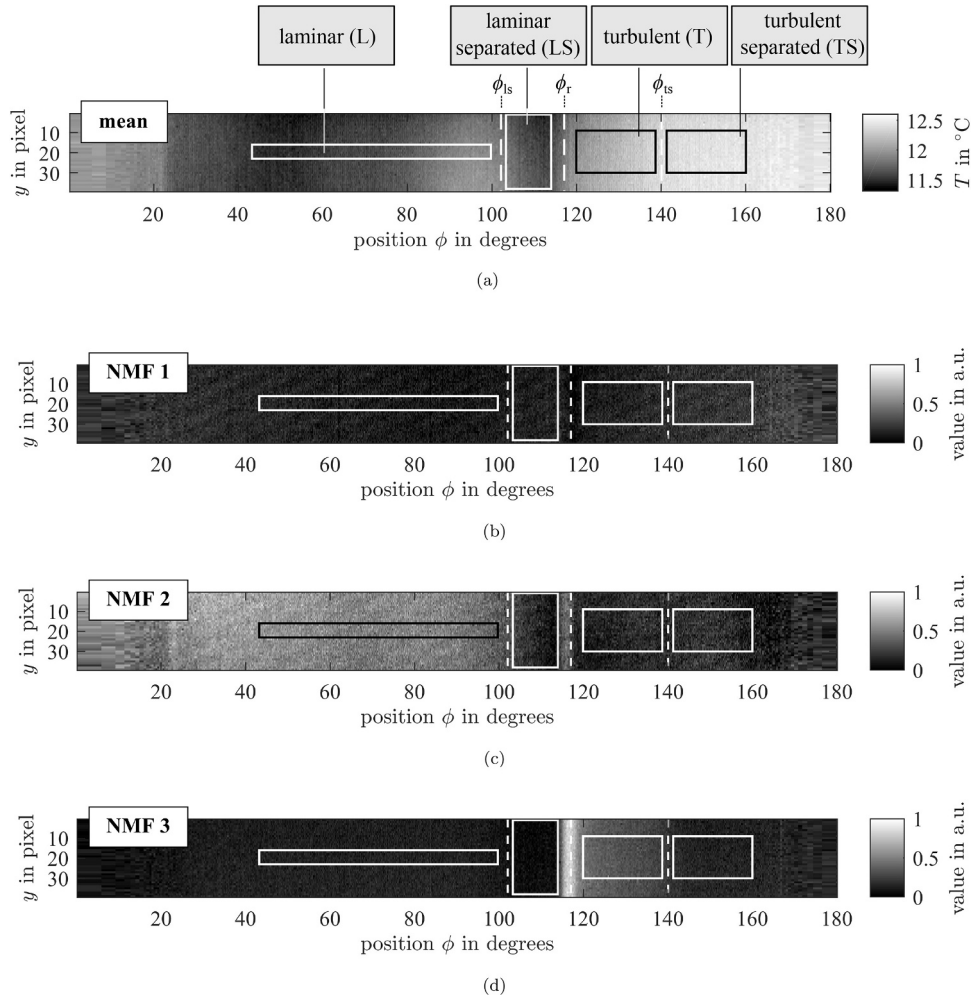 laminar (L)
laminar
separated (LS)
turbulent (T)
turbulent
separated (TS)
ϕls
ϕr
ϕts
mean
y in pixel
10
20
30
20 40 60 80 100 120 140 160 180
position ϕ in degrees
12.5
12
11.5
T in °C
(a)
NMF 1
y in pixel
10
20
30
20 40 60 80 100 120 140 160 180
position ϕ in degrees
1
0.5
0
value in a.u.
(b)
NMF 2
y in pixel
10
20
30
20 40 60 80 100 120 140 160 180
position ϕ in degrees
1
0.5
0
value in a.u.
(c)
NMF 3
y in pixel
10
20
30
20 40 60 80 100 120 140 160 180
position ϕ in degrees
1
0.5
0
value in a.u.
(d)